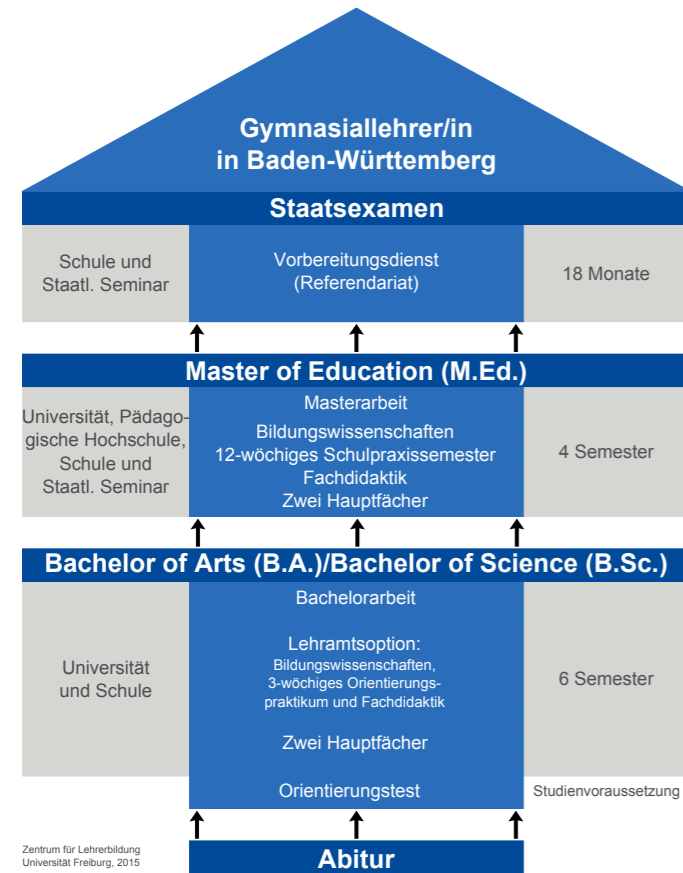 Gymnasiallehrer/in
in Baden-Württemberg
Staatsexamen
Schule und
Staatl. Seminar
Vorbereitungsdienst
(Referendariat)
18 Monate
Master of Education (M.Ed.)
Universität, Pädago-
gische Hochschule,
Schule und
Staatl. Seminar
Masterarbeit
Bildungswissenschaften
12-wöchiges Schulpraxissemester
Fachdidaktik
Zwei Hauptfächer
4 Semester
Bachelor of Arts (B.A.)/Bachelor of Science (B.Sc.)
Universität
und Schule
Bachelorarbeit
Lehramtsoption:
Bildungswissenschaften,
3-wöchiges Orientierungs-
praktikum und Fachdidaktik
Zwei Hauptfächer
6 Semester
Orientierungstest
Studienvoraussetzung
Zentrum für Lehrerbildung
Universität Freiburg, 2015
Abitur